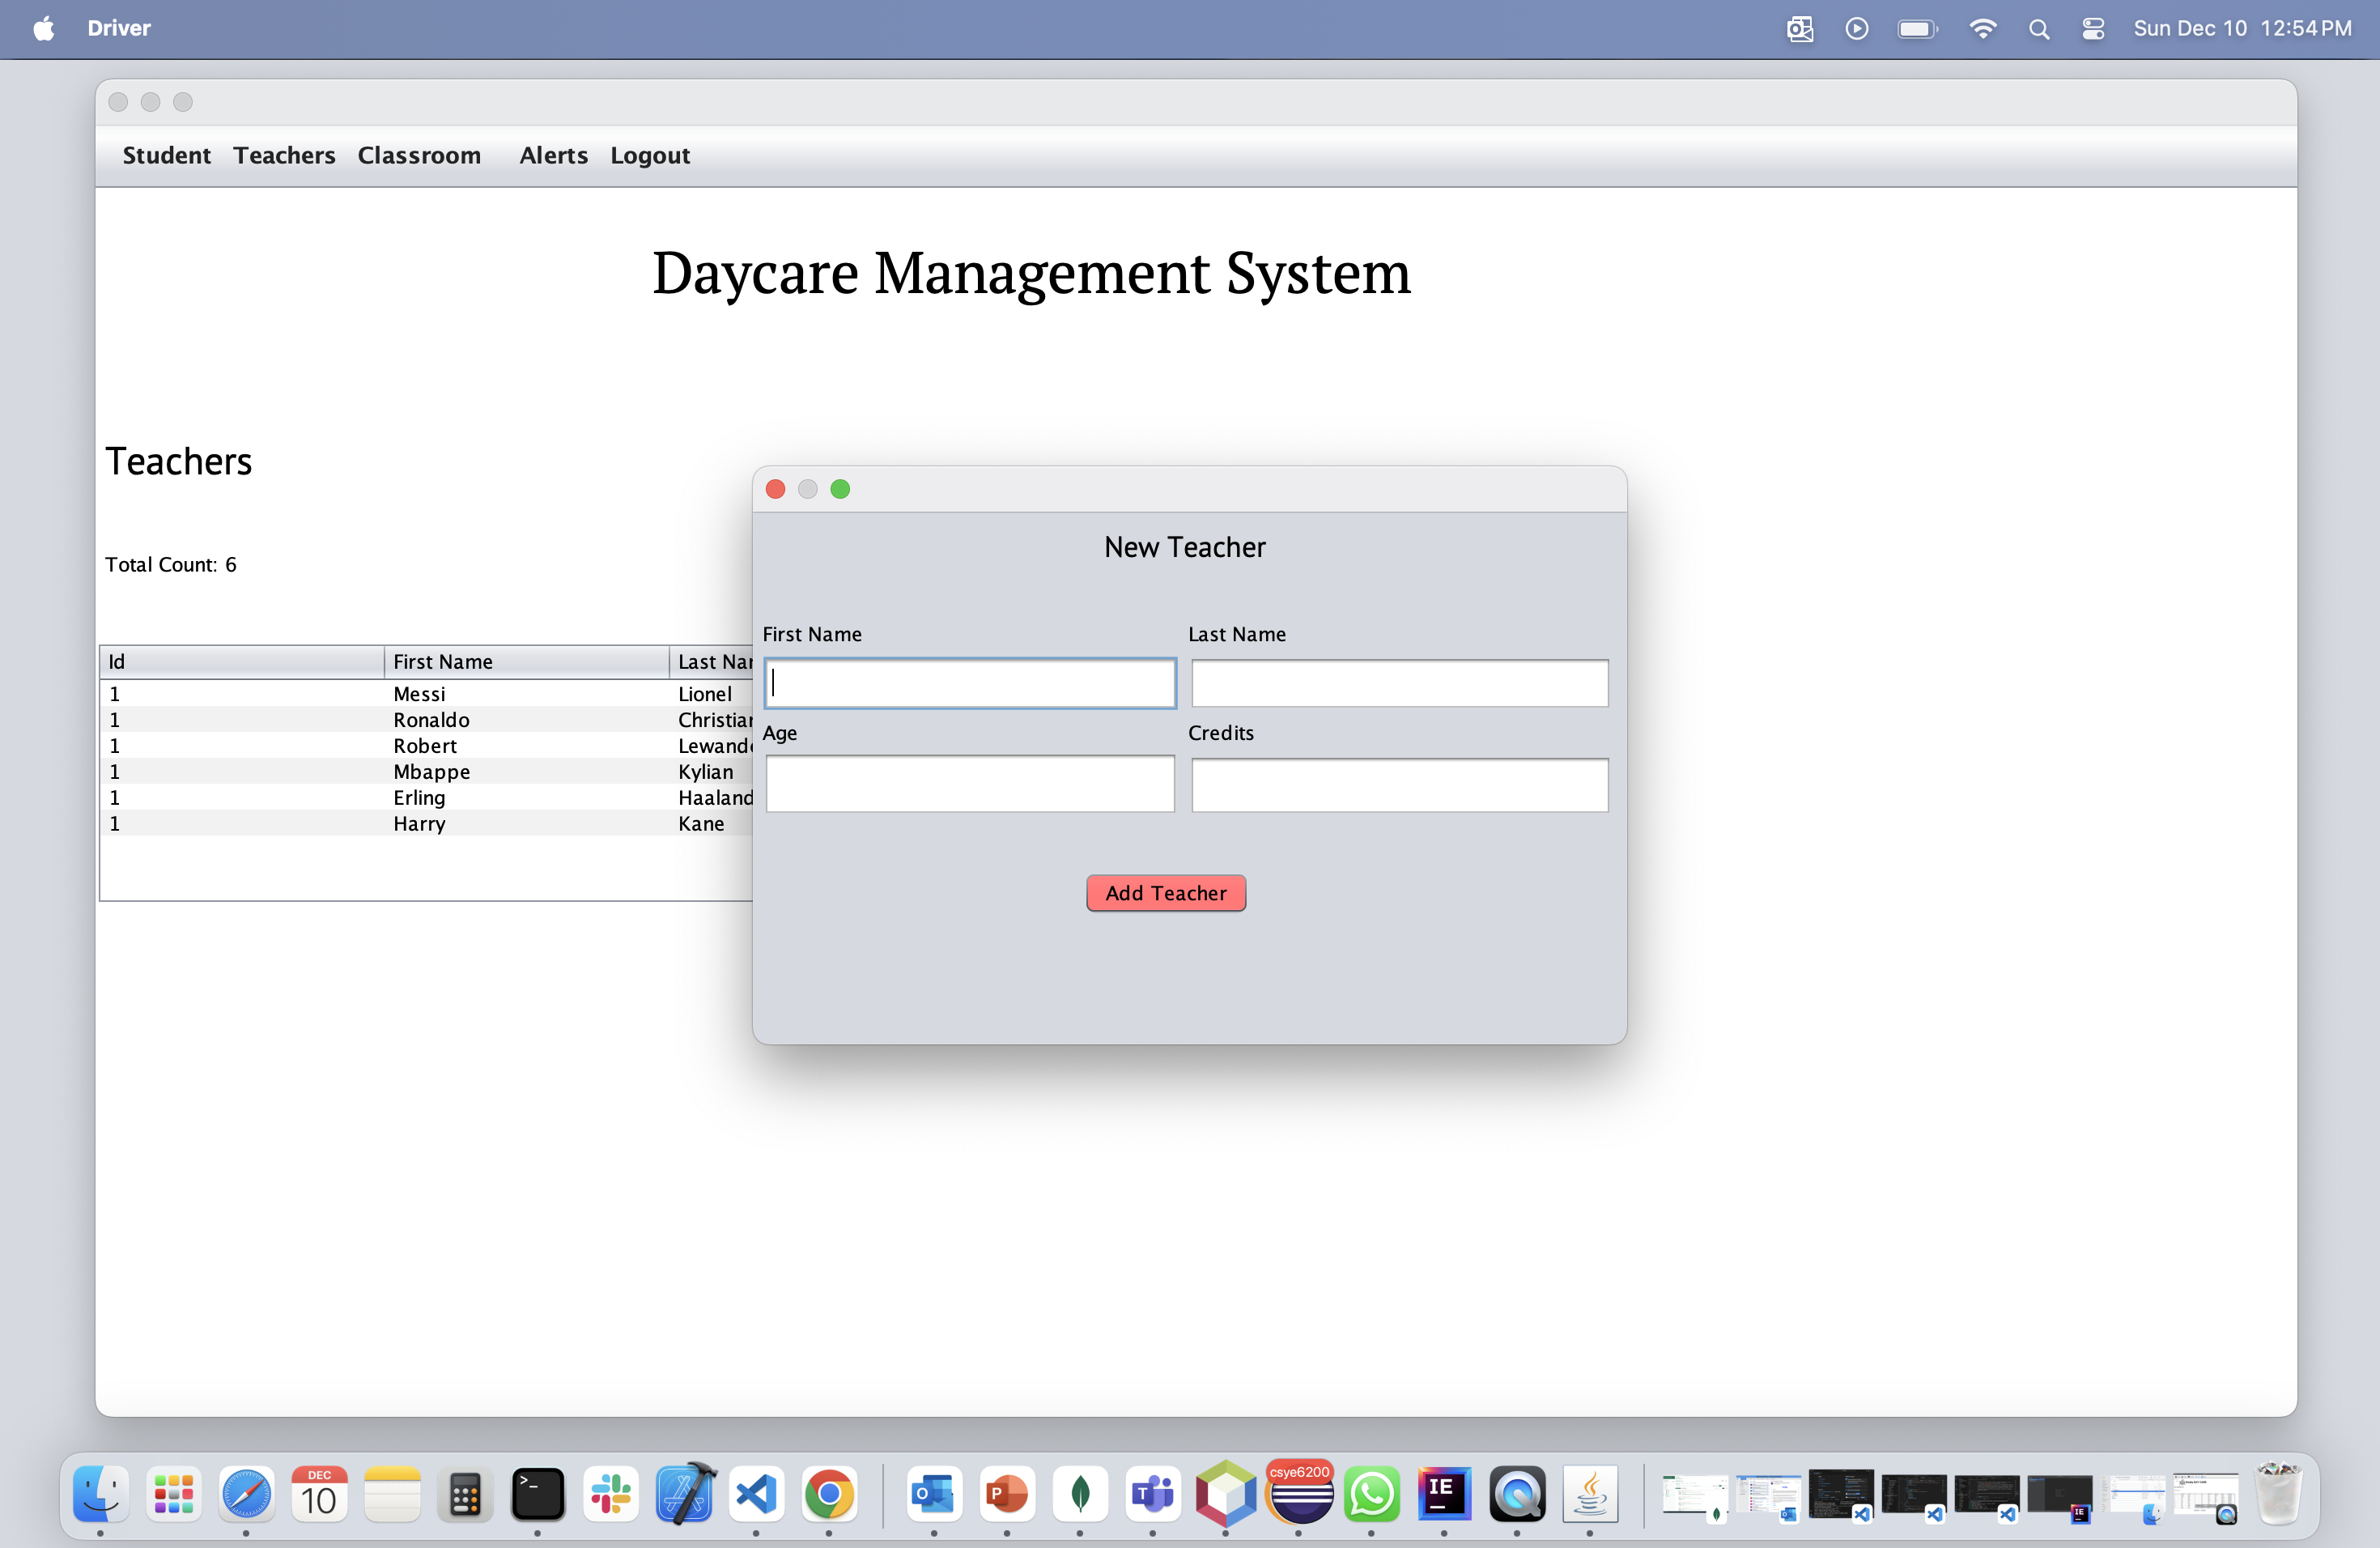 Driver
Sun Dec 10 12:54 PM
Student Teachers Classroom Alerts Logout
Daycare Management System
Teachers
Total Count: 6
Id First Name Last Nar
1 Messi Lionel
1 Ronaldo Christiar
1 Robert Lewand
1 Mbappe Kylian
1 Erling Haaland
1 Harry Kane
New Teacher
First Name Last Name
Age Credits
Add Teacher
DEC
10
csye6200
IE